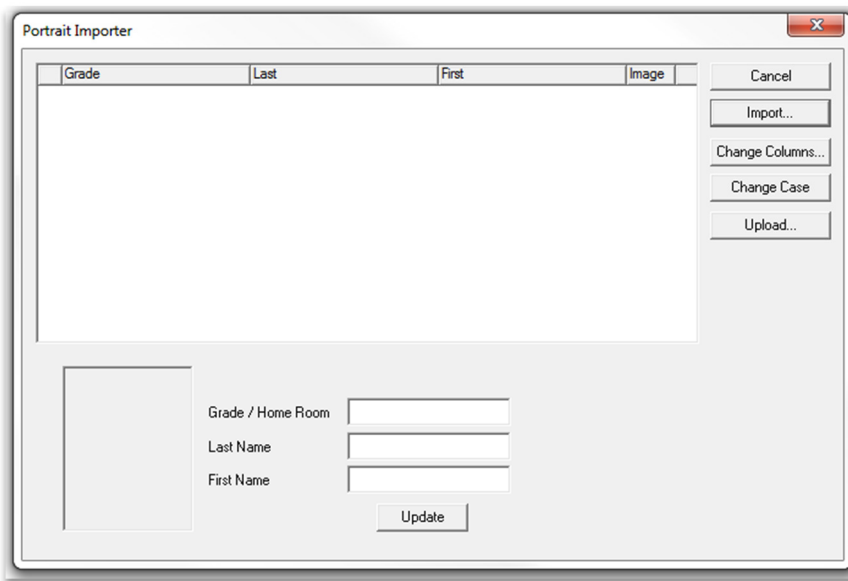 Portrait Importer
Grade Last First Image
Cancel
Import...
Change Columns...
Change Case
Upload...
Grade / Home Room
Last Name
First Name
Update